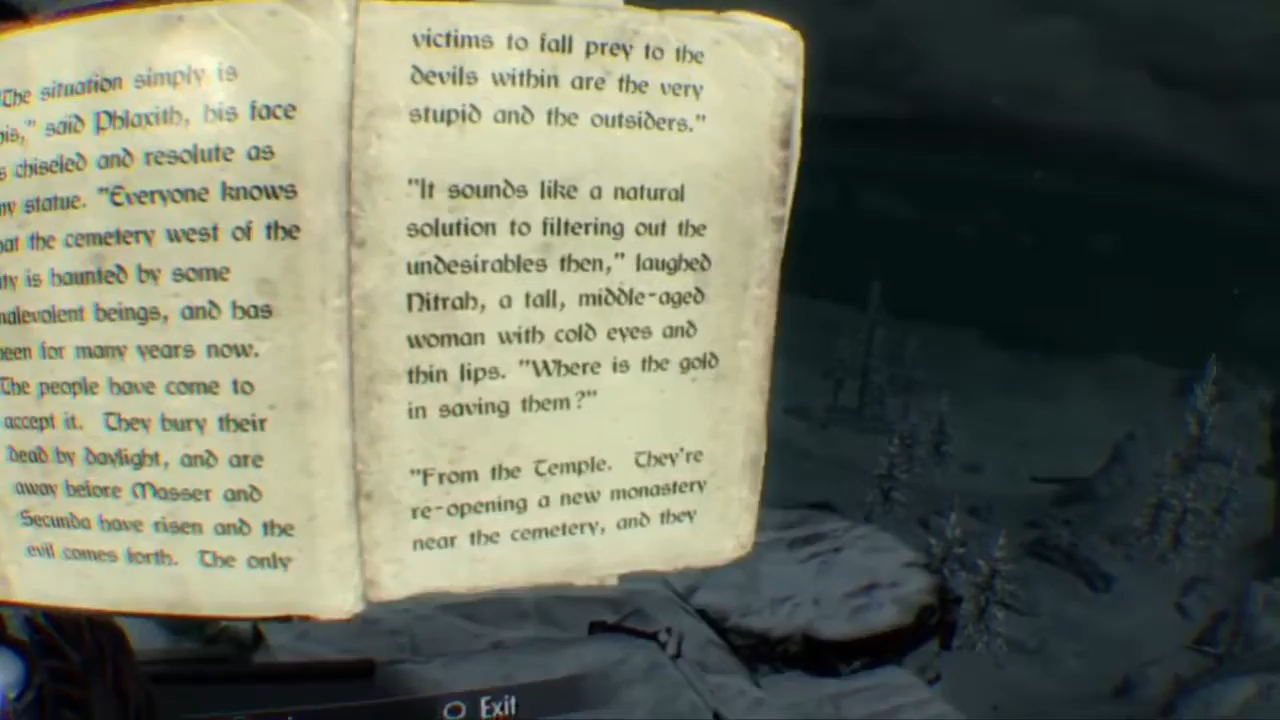 "The situation simply is
said Phlaxith, his face
chiseled and resolute as
statue. "Everyone knows
the cemetery west of the
is haunted by some
malevolent beings, and has
been for many years now.
The people have come to
accept it. They bury their
dead by daylight, and are
away before Masser and
Secunda have risen and the
evil comes forth. The only
victims to fall prey to the
devils within are the very
stupid and the outsiders."
"It sounds like a natural
solution to filtering out the
undesirables then," laughed
Nitrah, a tall, middle-aged
woman with cold eyes and
thin lips. "Where is the gold
in saving them?"
"From the Temple. They're
re-opening a new monastery
near the cemetery, and they
Exit